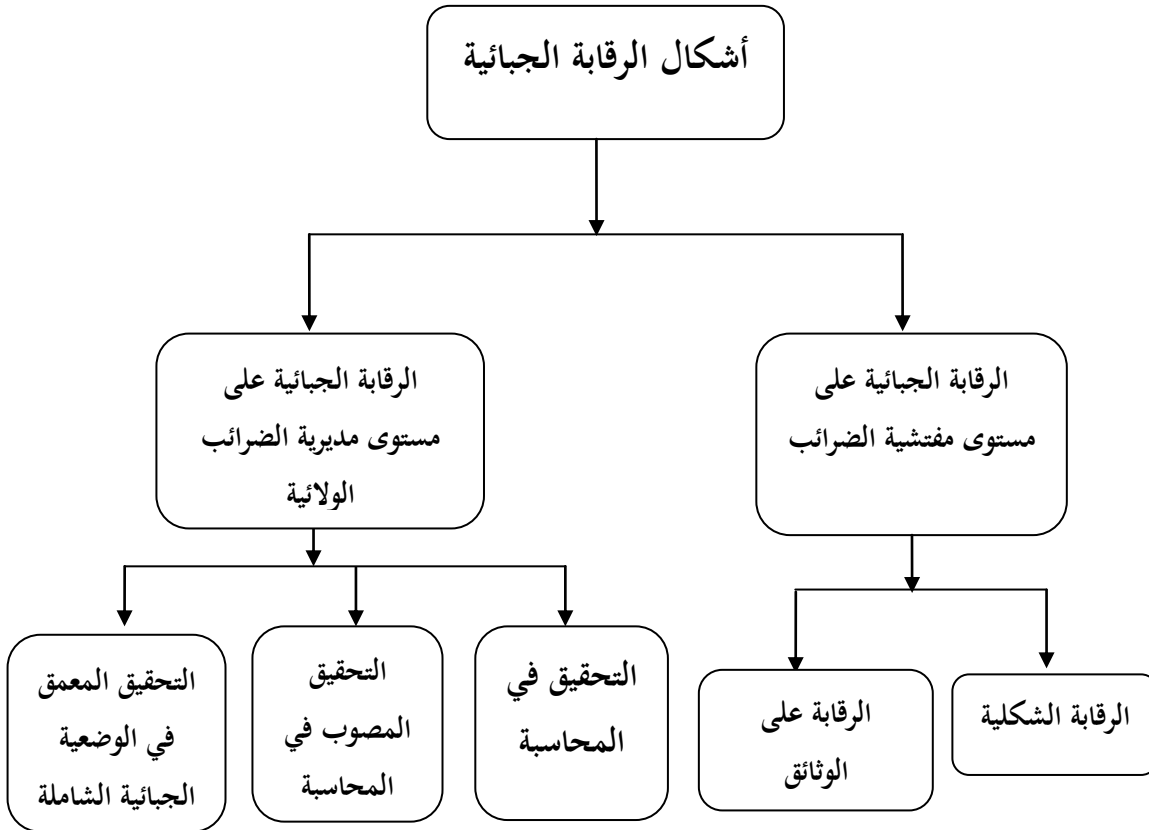 أشكال الرقابة الجبائية
الرقابة الجبائية على
مستوى مفتشية الضرائب
الرقابة الجبائية على
مستوى مديرية الضرائب
الولائية
الرقابة الشكلية
الرقابة على
الوثائق
التحقيق في
المحاسبة
التحقيق
المصوب في
المحاسبة
التحقيق المعمق
في الوضعية
الجبائية الشاملة